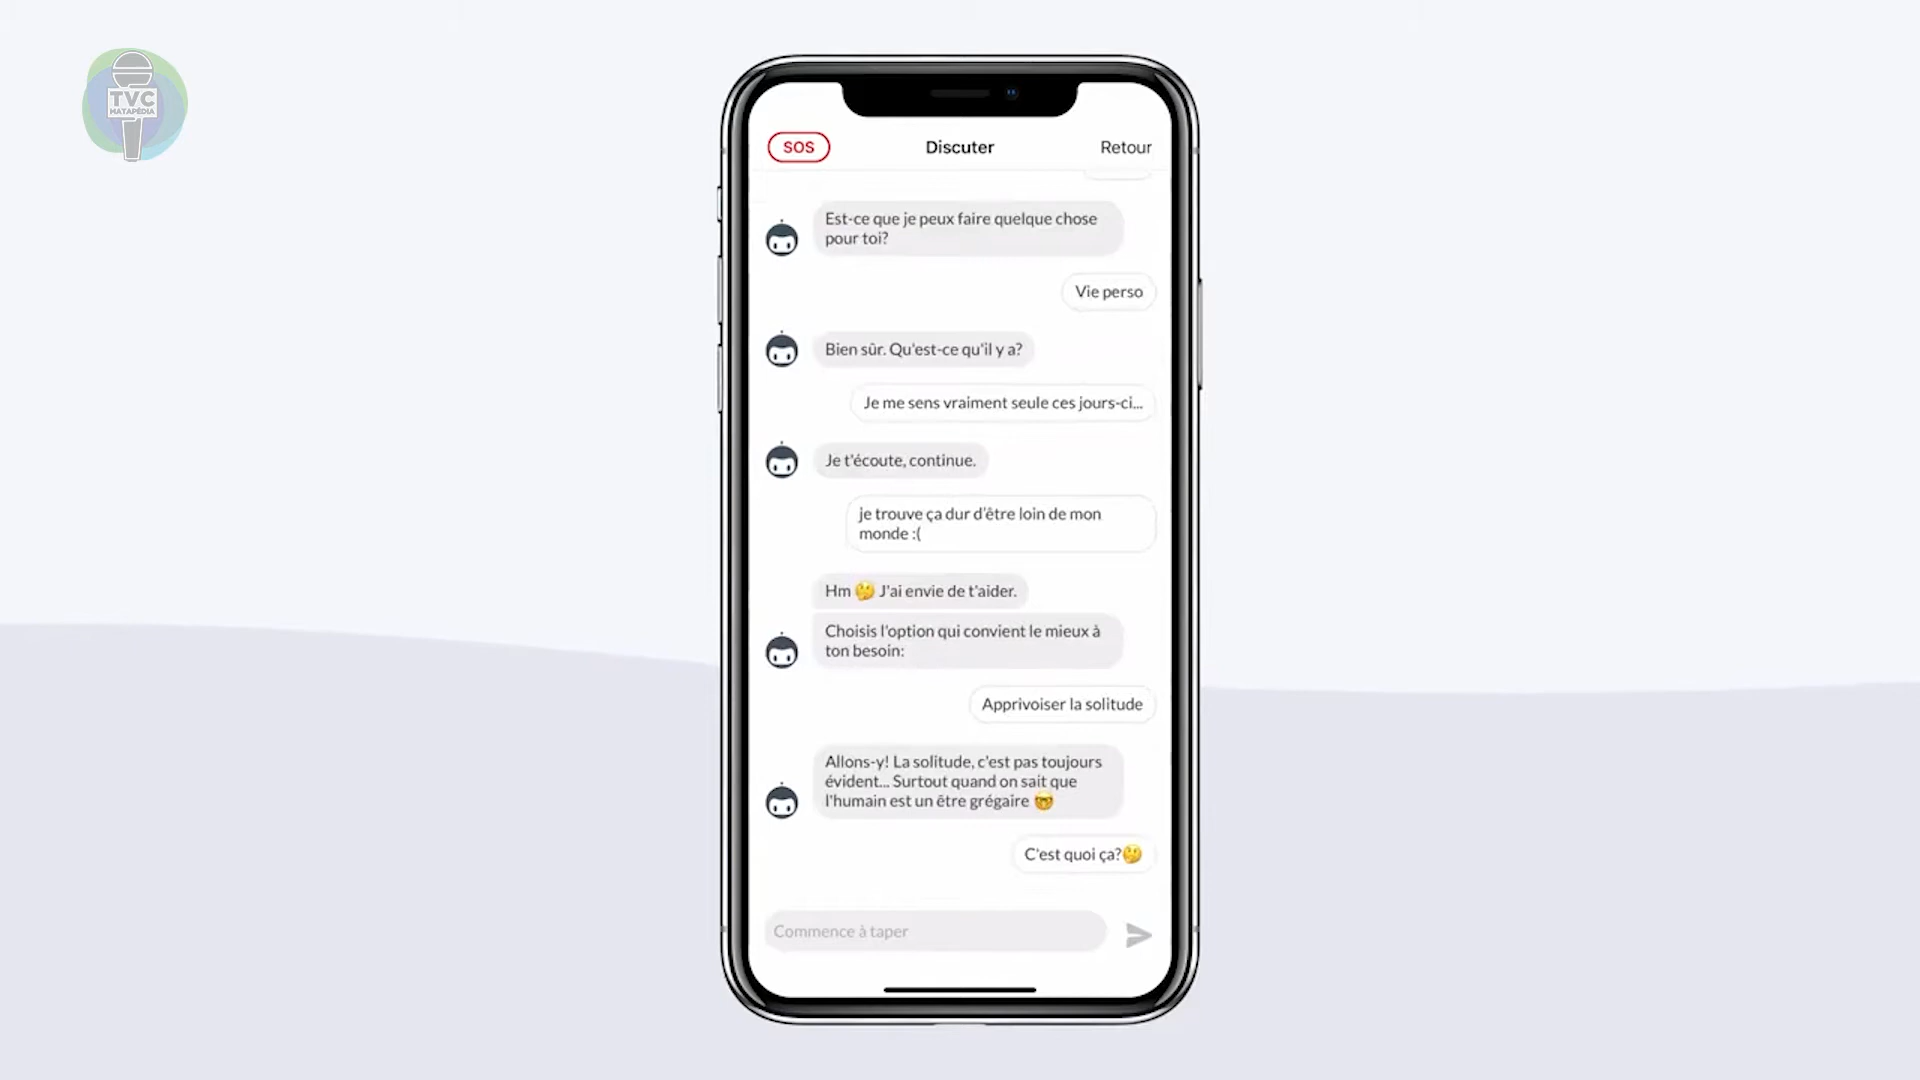 TVC
MATAPÉDIA
SOS
Discuter
Retour
Est-ce que je peux faire quelque chose
pour toi?
Vie perso
Bien sûr. Qu'est-ce qu'il y a?
Je me sens vraiment seule ces jours-ci...
Je t'écoute, continue.
je trouve ça dur d'être loin de mon
monde :(
Hm 🤔 J'ai envie de t'aider.
Choisis l'option qui convient le mieux à
ton besoin:
Apprivoiser la solitude
Allons-y! La solitude, c'est pas toujours
évident... Surtout quand on sait que
l'humain est un être grégaire 🤓
C'est quoi ça?🤔
Commence à taper